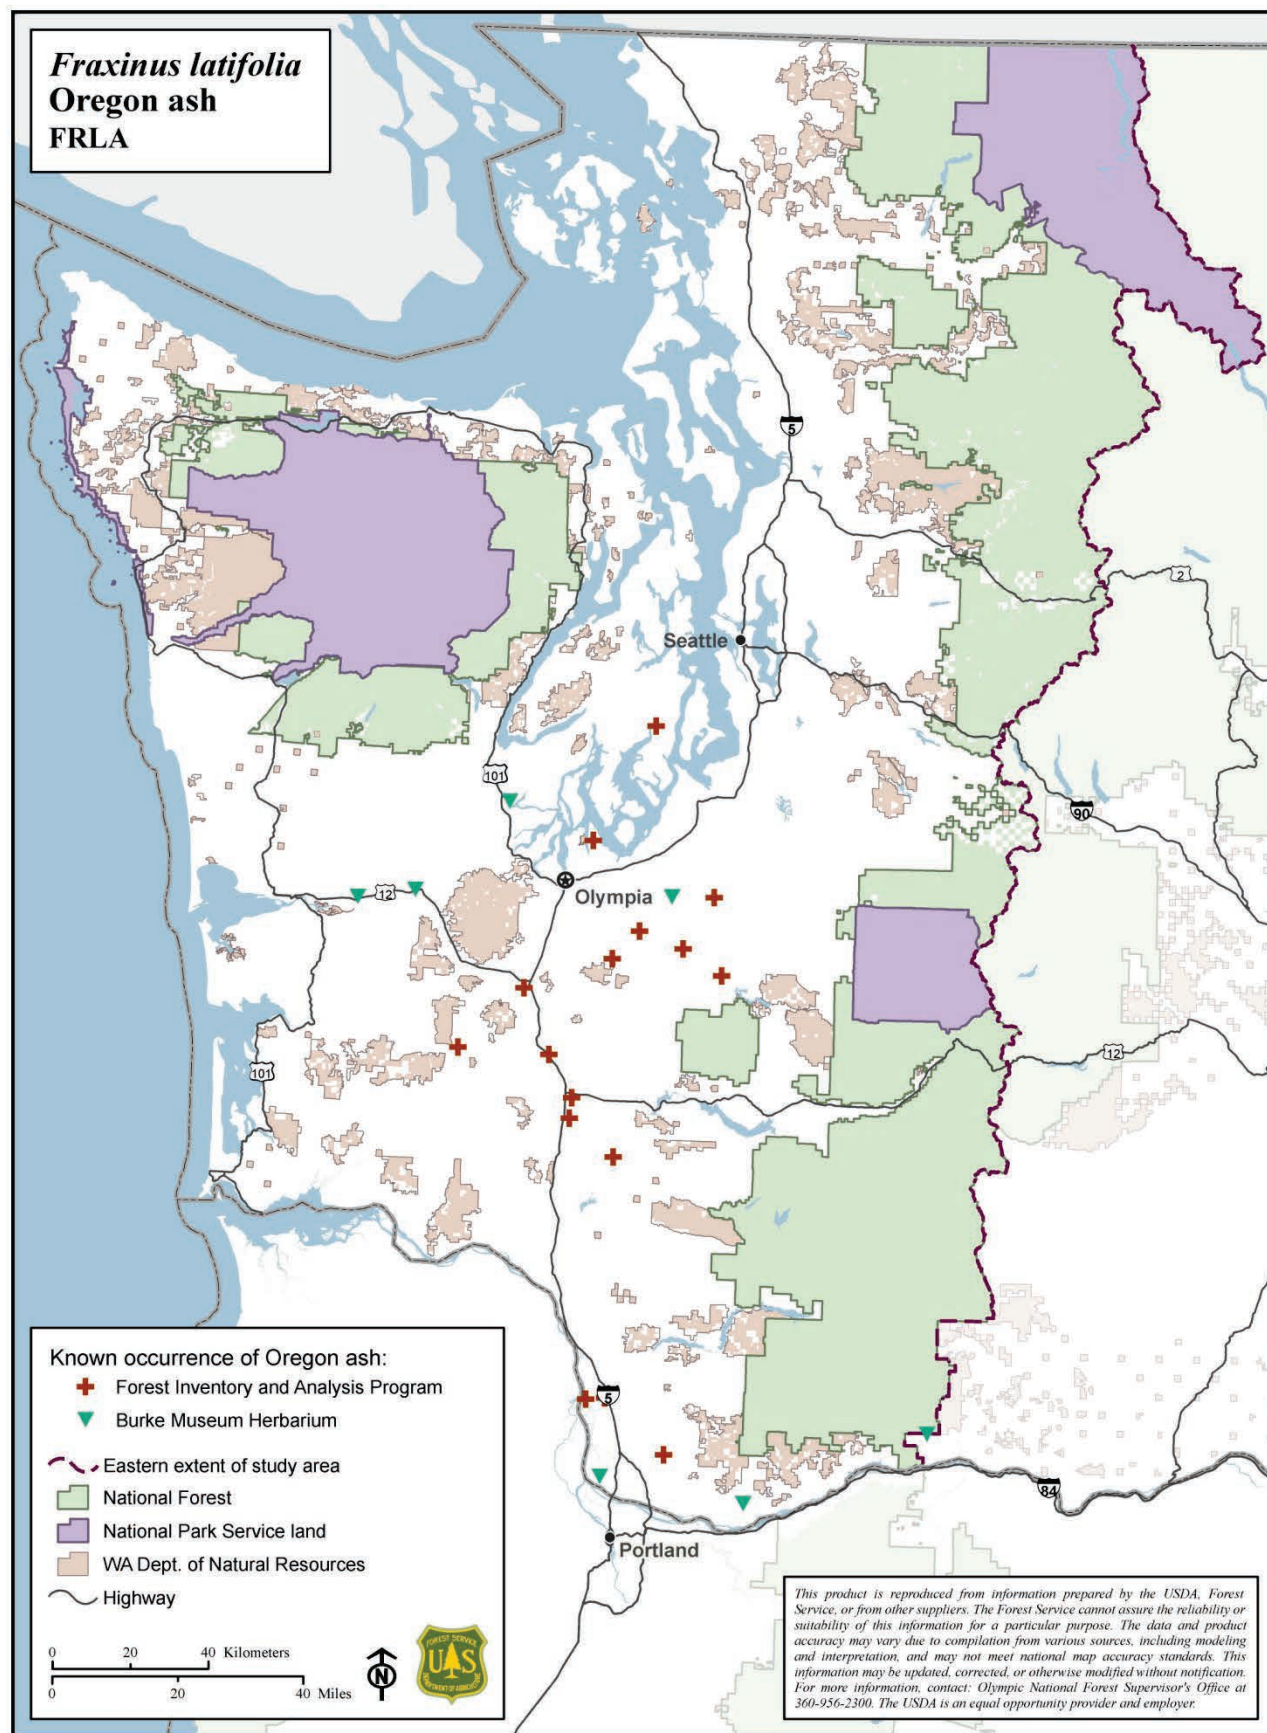 Fraxinus latifolia
Oregon ash
FRLA
5
2
Seattle
101
90
12
Olympia
101
12
Known occurrence of Oregon ash:
Forest Inventory and Analysis Program
Burke Museum Herbarium
Eastern extent of study area
National Forest
National Park Service land
WA Dept. of Natural Resources
Highway
5
84
Portland
0 20 40 Kilometers
0 20 40 Miles
N
FOREST SERVICE
U S
DEPARTMENT OF AGRICULTURE
This product is reproduced from information prepared by the USDA, Forest
Service, or from other suppliers. The Forest Service cannot assure the reliability or
suitability of this information for a particular purpose. The data and product
accuracy may vary due to compilation from various sources, including modeling
and interpretation, and may not meet national map accuracy standards. This
information may be updated, corrected, or otherwise modified without notification.
For more information, contact: Olympic National Forest Supervisor's Office at
360-956-2300. The USDA is an equal opportunity provider and employer.